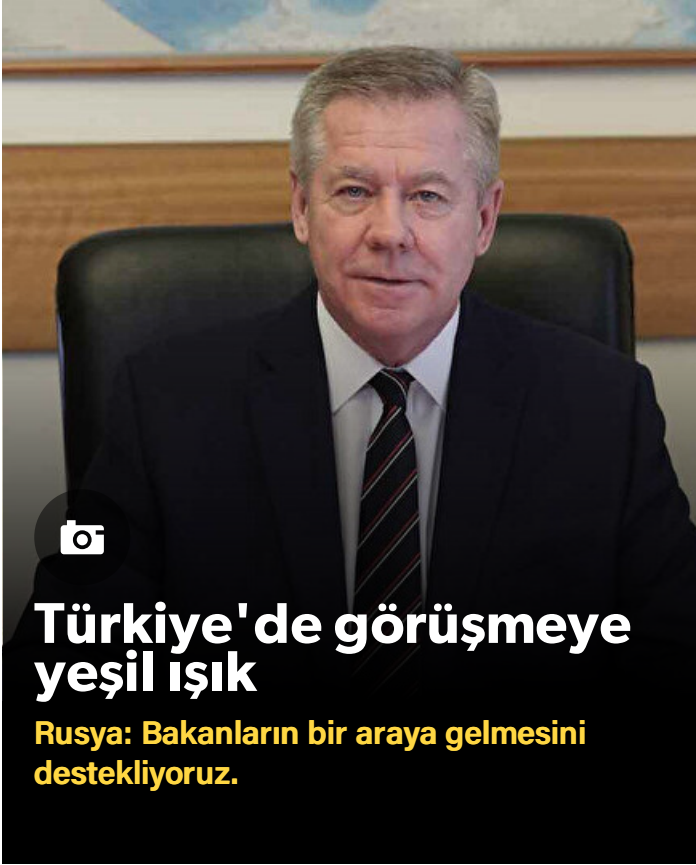 Türkiye'de görüşmeye
yeşil ışık
Rusya: Bakanların bir araya gelmesini
destekliyoruz.